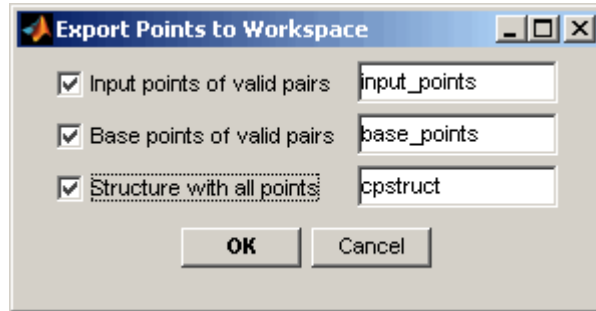 Export Points to Workspace
Input points of valid pairs input_points
Base points of valid pairs base_points
Structure with all points cpstruct
OK Cancel